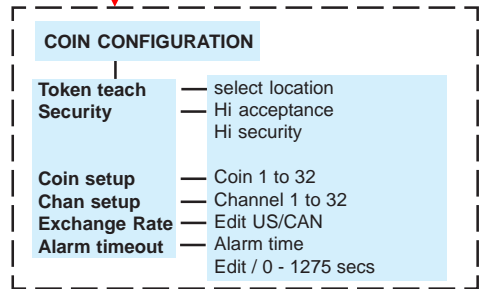 COIN CONFIGURATION
Token teach select location
Security Hi acceptance
Hi security
Coin setup Coin 1 to 32
Chan setup Channel 1 to 32
Exchange Rate Edit US/CAN
Alarm timeout Alarm time
Edit / 0 - 1275 secs